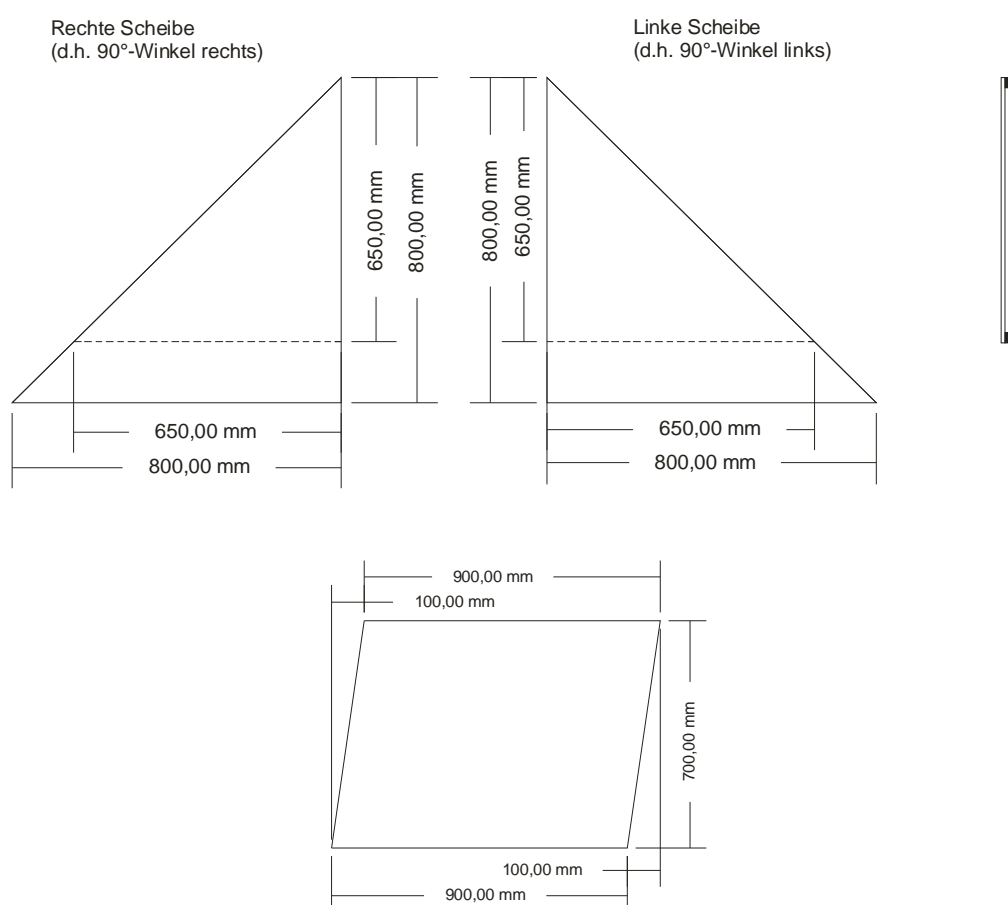 Rechte Scheibe
(d.h. 90°-Winkel rechts)
Linke Scheibe
(d.h. 90°-Winkel links)
650,00 mm
800,00 mm
800,00 mm
650,00 mm
650,00 mm
800,00 mm
650,00 mm
800,00 mm
900,00 mm
100,00 mm
700,00 mm
100,00 mm
900,00 mm